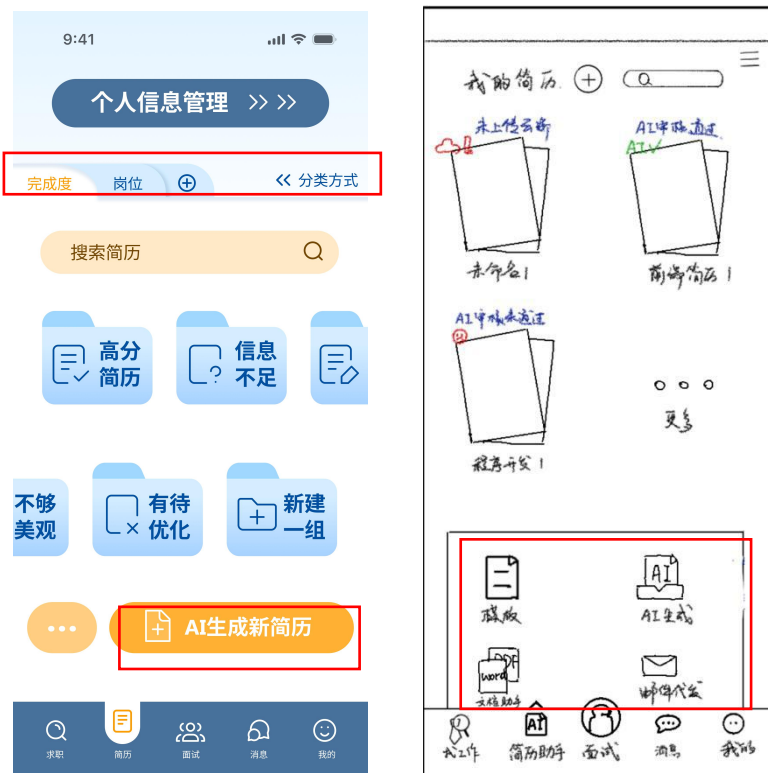 9:41
个人信息管理 >> >>
完成度
岗位
<< 分类方式
搜索简历
高分
简历
信息
不足
不够
美观
有待
优化
新建
一组
AI生成新简历
求职
简历
面试
消息
我的
我的简历
未上传云断
AI审核通过
AI√
未命名1
前端简历1
AI审核未通过
程序开发1
更多
模版
AI
AI生成
PDF
word
文档助手
邮件代发
AI
找工作
简历助手
面试
消息
我的